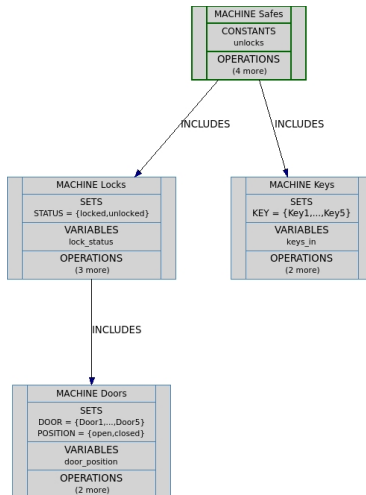 MACHINE Safes
CONSTANTS
unlocks
OPERATIONS
(4 more)
INCLUDES
INCLUDES
MACHINE Locks
SETS
STATUS = {locked,unlocked}
VARIABLES
lock_status
OPERATIONS
(3 more)
MACHINE Keys
SETS
KEY = {Key1,...,Key5}
VARIABLES
keys_in
OPERATIONS
(2 more)
INCLUDES
MACHINE Doors
SETS
DOOR = {Door1,...,Door5}
POSITION = {open,closed}
VARIABLES
door_position
OPERATIONS
(2 more)